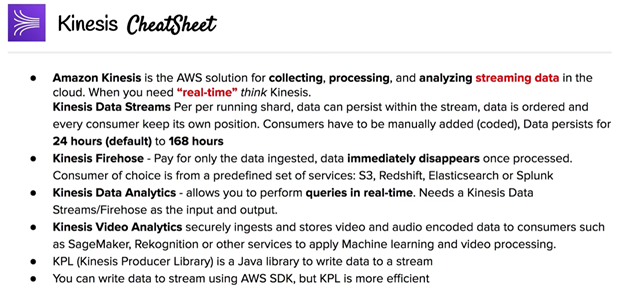 Kinesis CheatSheet
● Amazon Kinesis is the AWS solution for collecting, processing, and analyzing streaming data in the
cloud. When you need “real-time” think Kinesis.
Kinesis Data Streams Per per running shard, data can persist within the stream, data is ordered and
every consumer keep its own position. Consumers have to be manually added (coded), Data persists for
24 hours (default) to 168 hours
● Kinesis Firehose - Pay for only the data ingested, data immediately disappears once processed.
Consumer of choice is from a predefined set of services: S3, Redshift, Elasticsearch or Splunk
● Kinesis Data Analytics - allows you to perform queries in real-time. Needs a Kinesis Data
Streams/Firehose as the input and output.
● Kinesis Video Analytics securely ingests and stores video and audio encoded data to consumers such
as SageMaker, Rekognition or other services to apply Machine learning and video processing.
● KPL (Kinesis Producer Library) is a Java library to write data to a stream
● You can write data to stream using AWS SDK, but KPL is more efficient